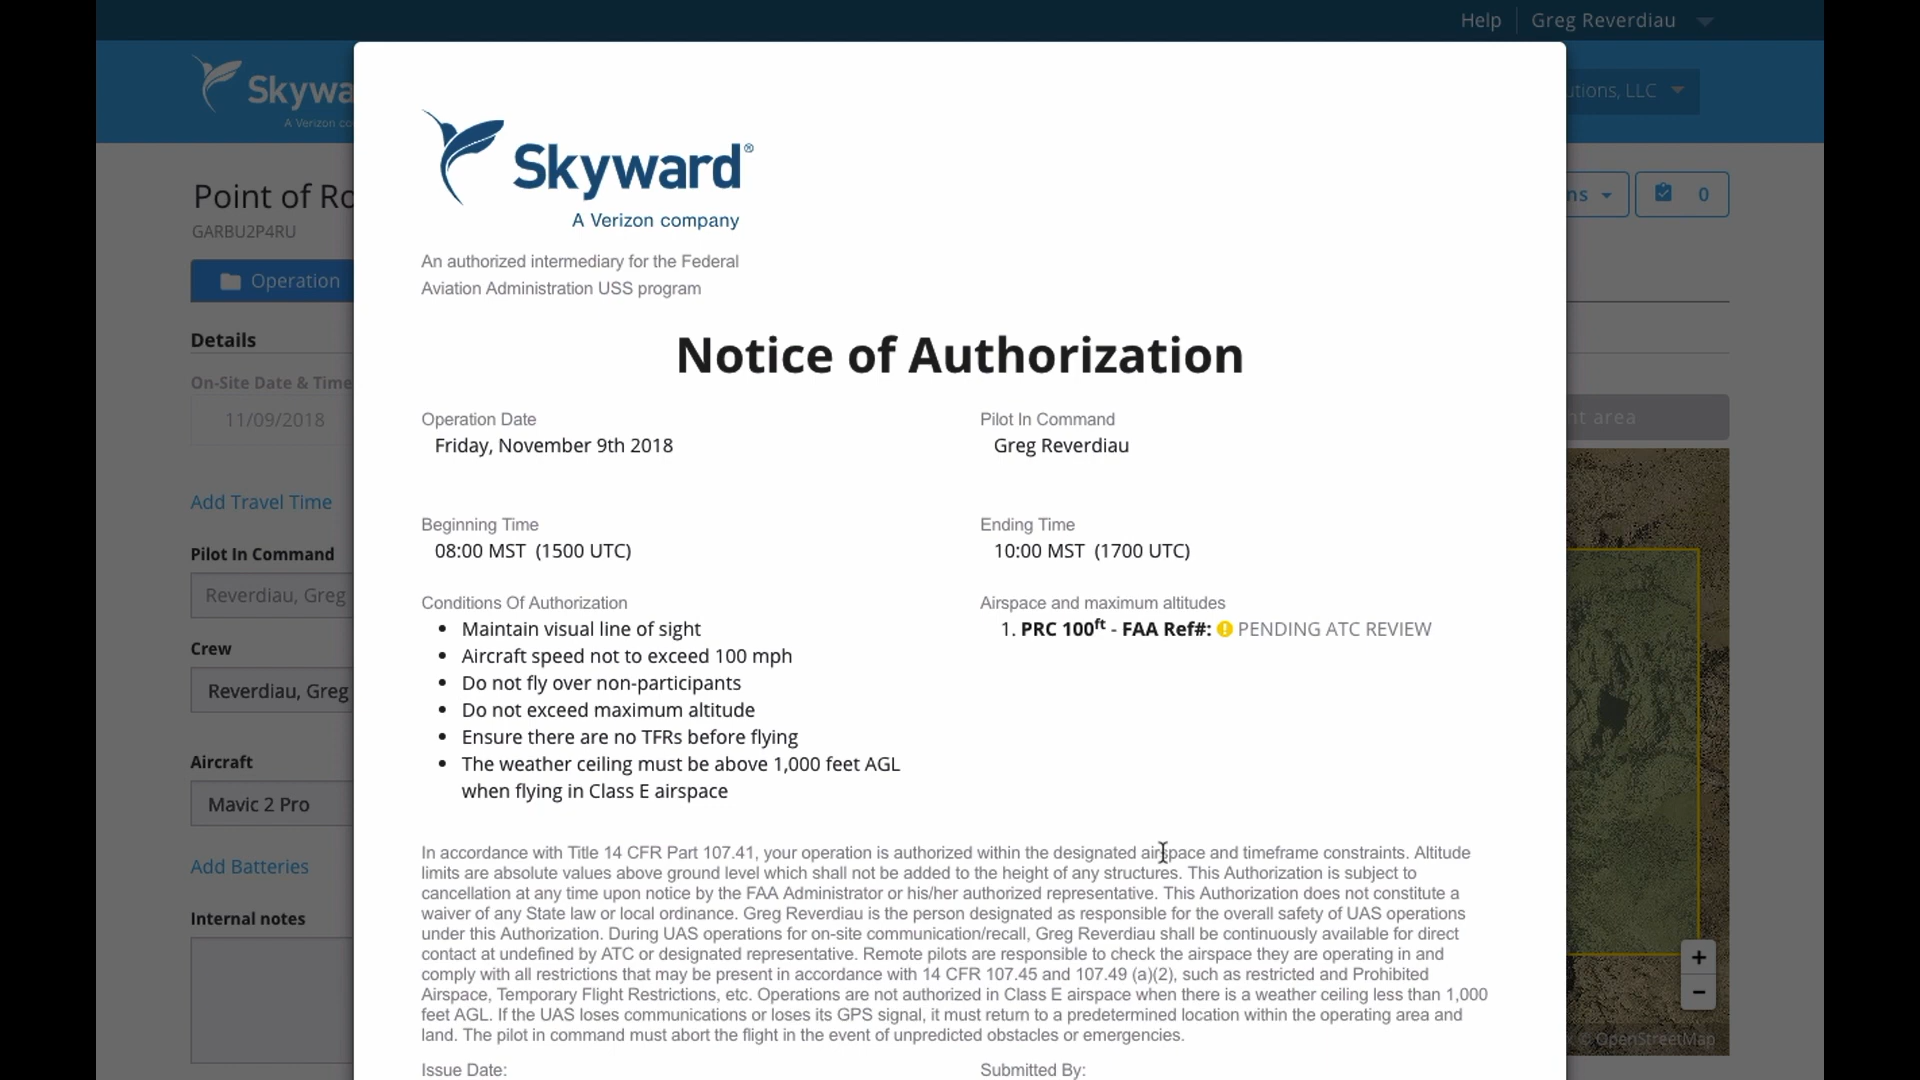 Help Greg Reverdiau
Skywa
A Verizon co
utions, LLC
Point of Ro
GARBU2P4RU
ns 0
Operation
Details
On-Site Date & Time
11/09/2018
ht area
Add Travel Time
Pilot In Command
Reverdiau, Greg
Crew
Reverdiau, Greg
Aircraft
Mavic 2 Pro
Add Batteries
Internal notes
Skyward®
A Verizon company
An authorized intermediary for the Federal
Aviation Administration USS program
Notice of Authorization
Operation Date
Friday, November 9th 2018
Pilot In Command
Greg Reverdiau
Beginning Time
08:00 MST (1500 UTC)
Ending Time
10:00 MST (1700 UTC)
Conditions Of Authorization
• Maintain visual line of sight
• Aircraft speed not to exceed 100 mph
• Do not fly over non-participants
• Do not exceed maximum altitude
• Ensure there are no TFRs before flying
• The weather ceiling must be above 1,000 feet AGL
when flying in Class E airspace
Airspace and maximum altitudes
1. PRC 100ft - FAA Ref#: ! PENDING ATC REVIEW
In accordance with Title 14 CFR Part 107.41, your operation is authorized within the designated airspace and timeframe constraints. Altitude
limits are absolute values above ground level which shall not be added to the height of any structures. This Authorization is subject to
cancellation at any time upon notice by the FAA Administrator or his/her authorized representative. This Authorization does not constitute a
waiver of any State law or local ordinance. Greg Reverdiau is the person designated as responsible for the overall safety of UAS operations
under this Authorization. During UAS operations for on-site communication/recall, Greg Reverdiau shall be continuously available for direct
contact at undefined by ATC or designated representative. Remote pilots are responsible to check the airspace they are operating in and
comply with all restrictions that may be present in accordance with 14 CFR 107.45 and 107.49 (a)(2), such as restricted and Prohibited
Airspace, Temporary Flight Restrictions, etc. Operations are not authorized in Class E airspace when there is a weather ceiling less than 1,000
feet AGL. If the UAS loses communications or loses its GPS signal, it must return to a predetermined location within the operating area and
land. The pilot in command must abort the flight in the event of unpredicted obstacles or emergencies.
Issue Date:
Submitted By:
+
−
© OpenStreetMap